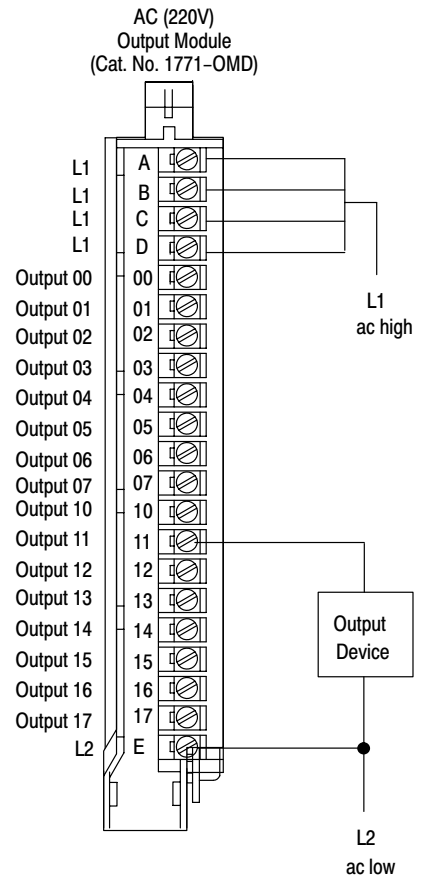 AC (220V)
Output Module
(Cat. No. 1771–OMD)
L1 A
L1 B
L1 C
L1 D
Output 00 00
Output 01 01
Output 02 02
Output 03 03
Output 04 04
Output 05 05
Output 06 06
Output 07 07
Output 10 10
Output 11 11
Output 12 12
Output 13 13
Output 14 14
Output 15 15
Output 16 16
Output 17 17
L2 E
L1
ac high
Output
Device
L2
ac low